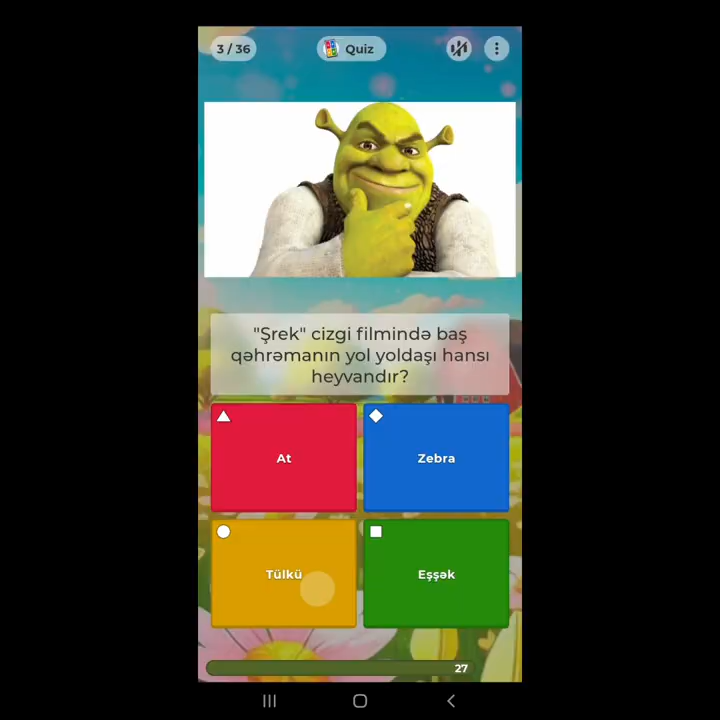 3 / 36
Quiz
"Şrek" cizgi filmində baş
qəhrəmanın yol yoldaşı hansı
heyvandır?
At
Zebra
Tülkü
Eşşək
27